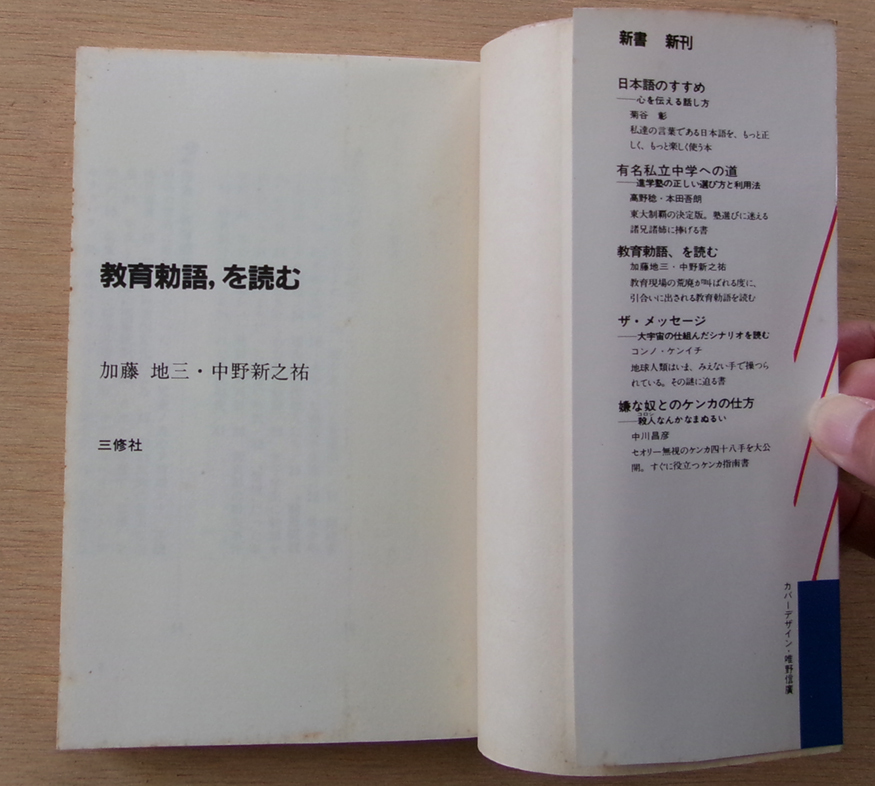 教育勅語,を読む
加藤 地三・中野新之祐
三修社
新書 新刊
日本語のすすめ
――心を伝える話し方
菊谷 彰
私達の言葉である日本語を、もっと正
しく、もっと楽しく使う本
有名私立中学への道
――進学塾の正しい選び方と利用法
高野稔・本田吾朗
東大制覇の決定版。塾選びに迷える
諸兄諸姉に捧げる書
教育勅語、を読む
加藤地三・中野新之祐
教育現場の荒廃が叫ばれる度に、
引合いに出される教育勅語を読む
ザ・メッセージ
――大宇宙の仕組んだシナリオを読む
コンノ・ケンイチ
地球人類はいま、みえない手で操つら
れている。その謎に迫る書
嫌な奴とのケンカの仕方
コロシ
――殺人なんかなまぬるい
中川昌彦
セオリー無視のケンカ四十八手を大公
開。すぐに役立つケンカ指南書
カバーデザイン・唯野信廣